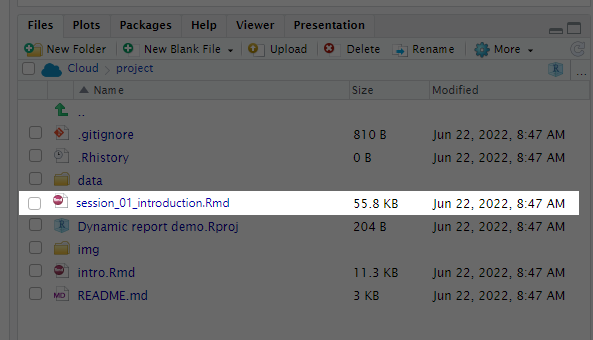 Files Plots Packages Help Viewer Presentation
New Folder New Blank File Upload Delete Rename More
Cloud project R ...
Name Size Modified
..
.gitignore 810 B Jun 22, 2022, 8:47 AM
.Rhistory 0 B Jun 22, 2022, 8:47 AM
data
session_01_introduction.Rmd 55.8 KB Jun 22, 2022, 8:47 AM
Dynamic report demo.Rproj 204 B Jun 22, 2022, 8:47 AM
img
intro.Rmd 11.3 KB Jun 22, 2022, 8:47 AM
MD README.md 3 KB Jun 22, 2022, 8:47 AM